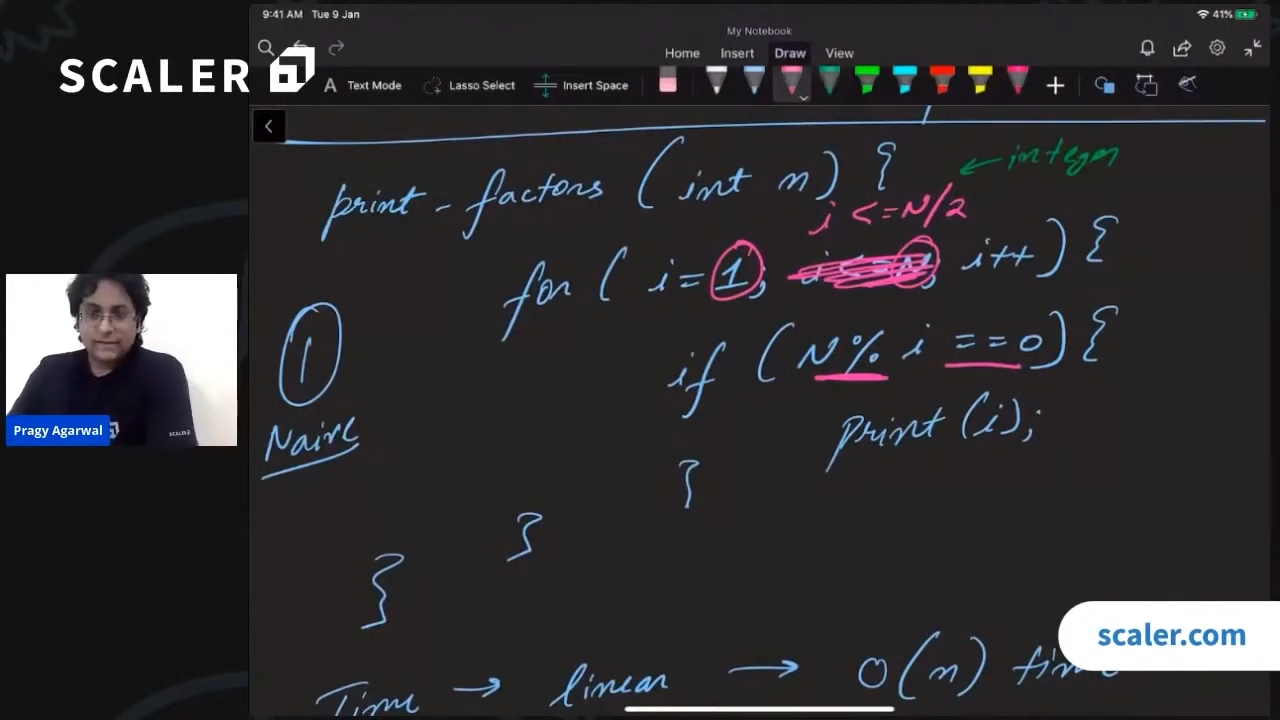 9:41 AM Tue 9 Jan
41%
My Notebook
Home Insert Draw View
SCALER
A Text Mode Lasso Select Insert Space
print-factors (int n) {
← integer
i <= N/2
for ( i = 1; i <= N, i++) {
1
if ( N % i == 0) {
Naive
print (i);
}
}
}
Pragy Agarwal
SCALER
scaler.com
Time → linear → O(n) time